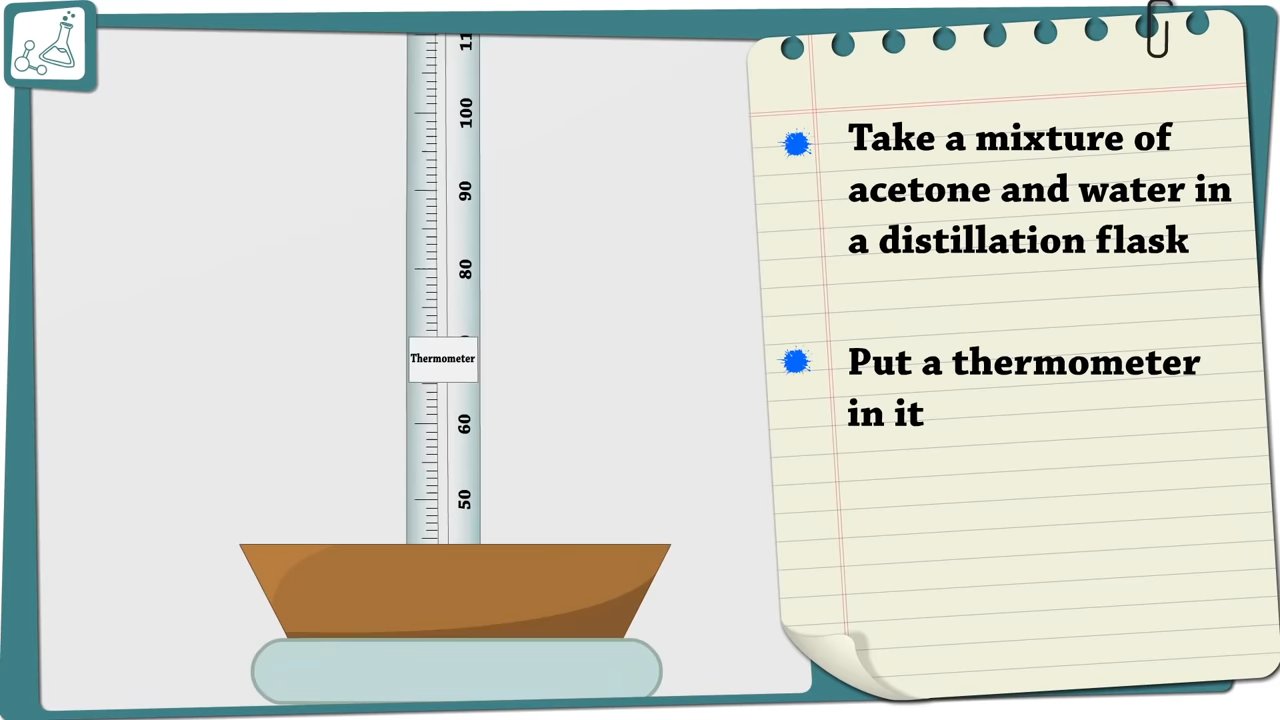 11
100
90
80
Thermometer
60
50
Take a mixture of
acetone and water in
a distillation flask
Put a thermometer
in it